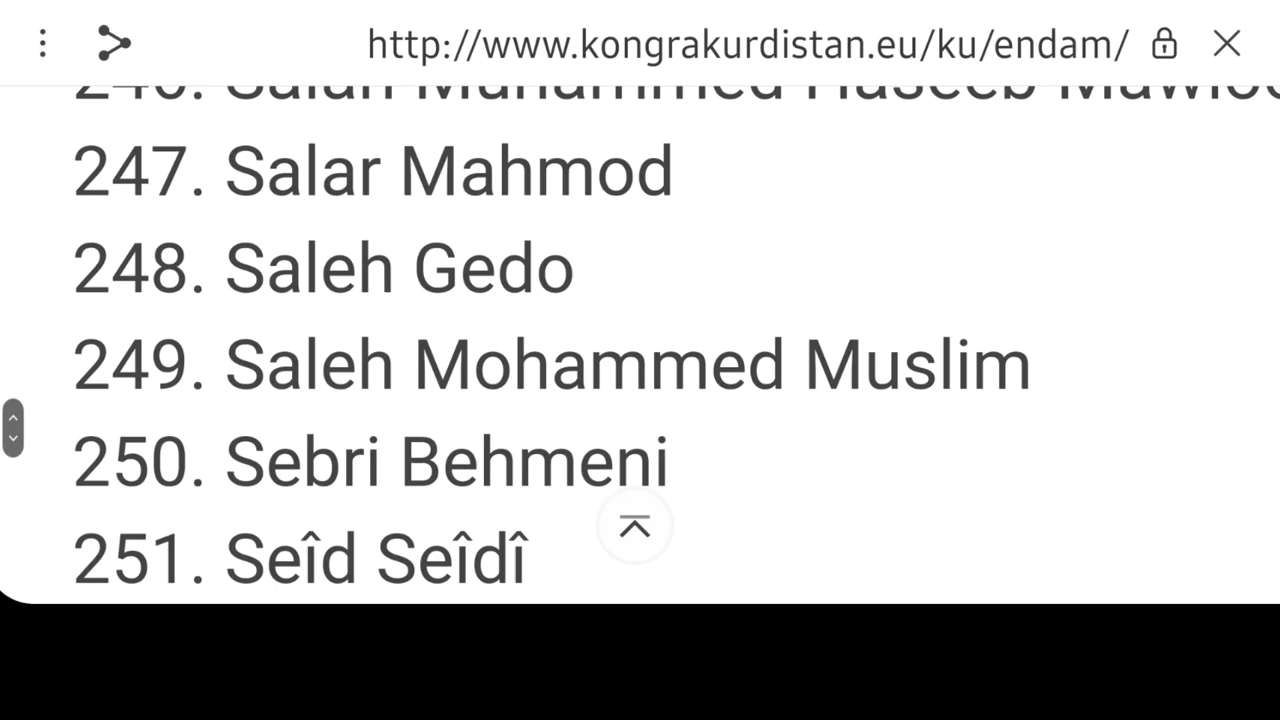 http://www.kongrakurdistan.eu/ku/endam/
247. Salar Mahmod
248. Saleh Gedo
249. Saleh Mohammed Muslim
250. Sebri Behmeni
251. Seîd Seîdî